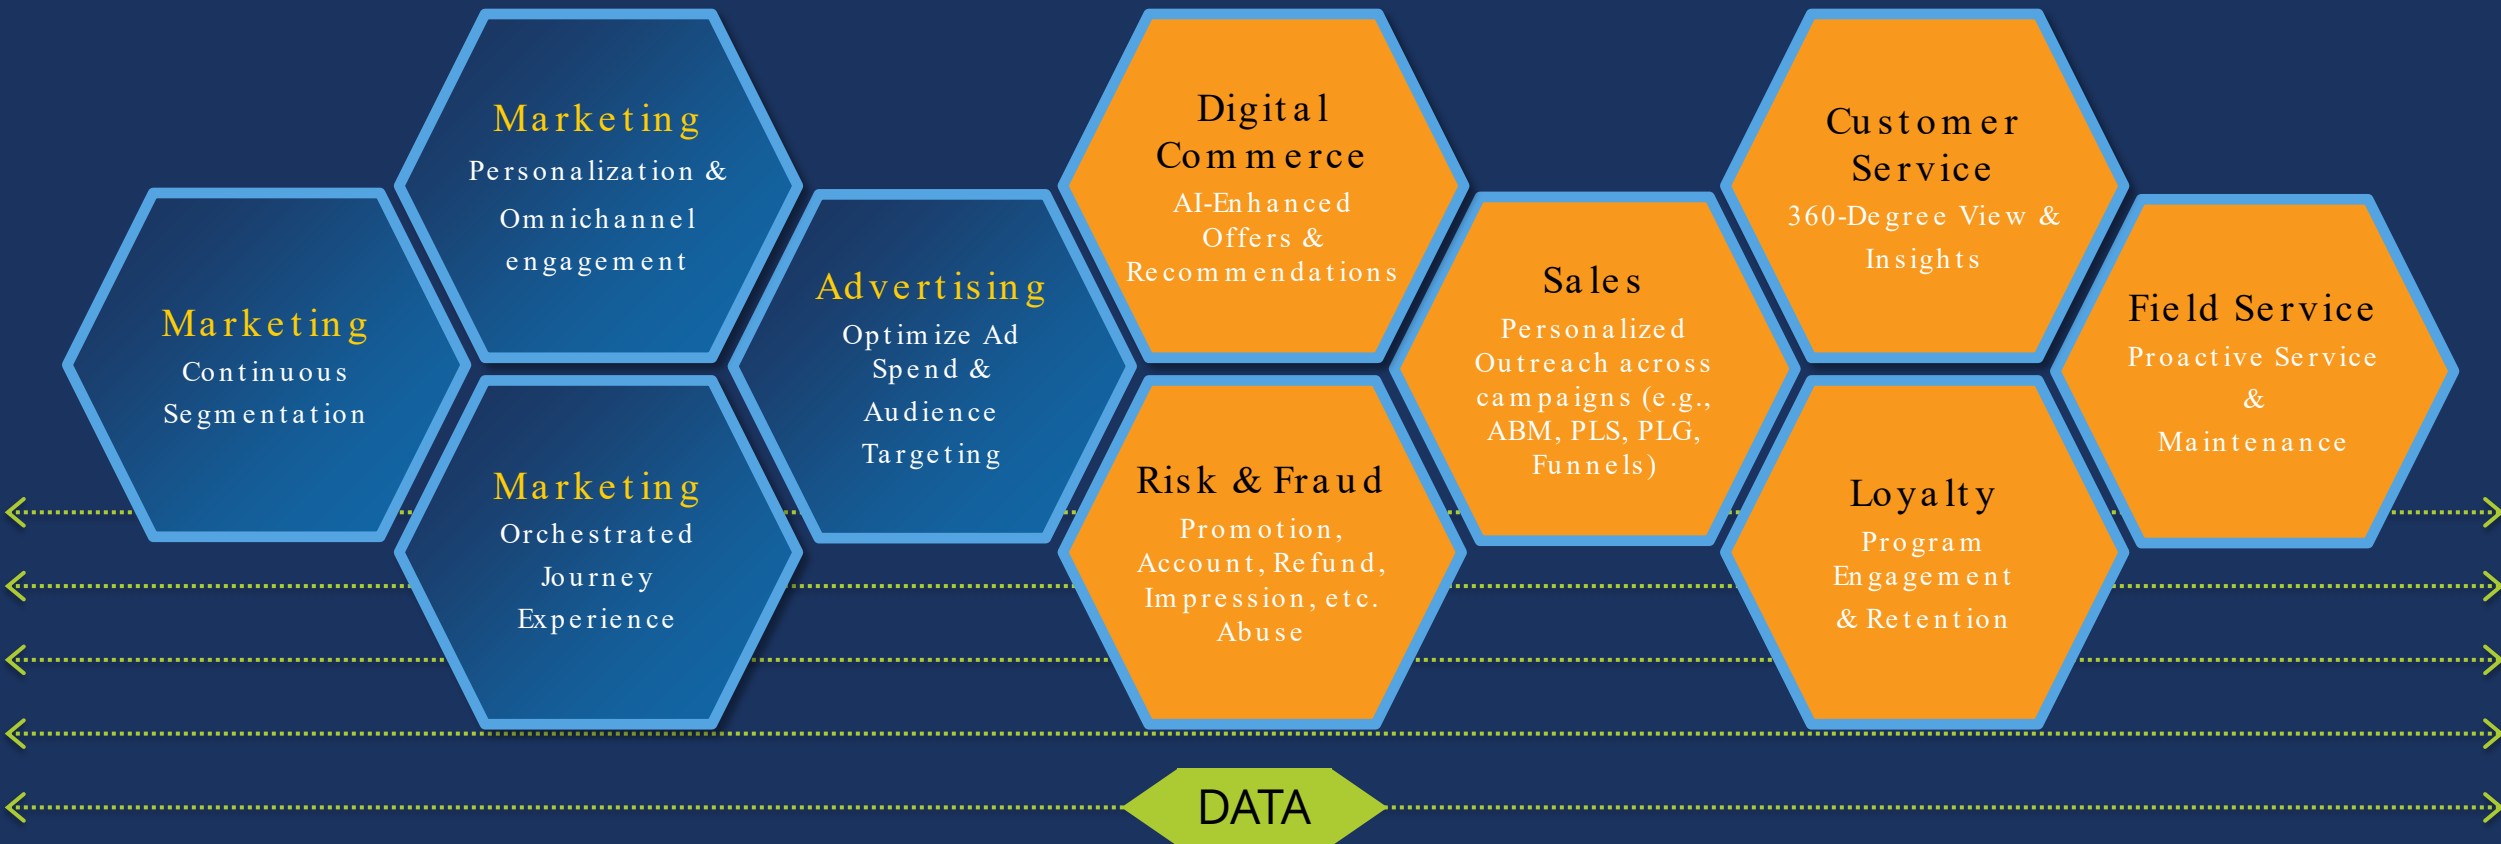 Marketing
Continuous
Segmentation
Marketing
Personalization &
Omnichannel
engagement
Marketing
Orchestrated
Journey
Experience
Advertising
Optimize Ad
Spend &
Audience
Targeting
Digital
Commerce
AI-Enhanced
Offers &
Recommendations
Risk & Fraud
Promotion,
Account, Refund,
Impression, etc.
Abuse
Sales
Personalized
Outreach across
campaigns (e.g.,
ABM, PLS, PLG,
Funnels)
Customer
Service
360-Degree View &
Insights
Loyalty
Program
Engagement
& Retention
Field Service
Proactive Service
&
Maintenance
DATA